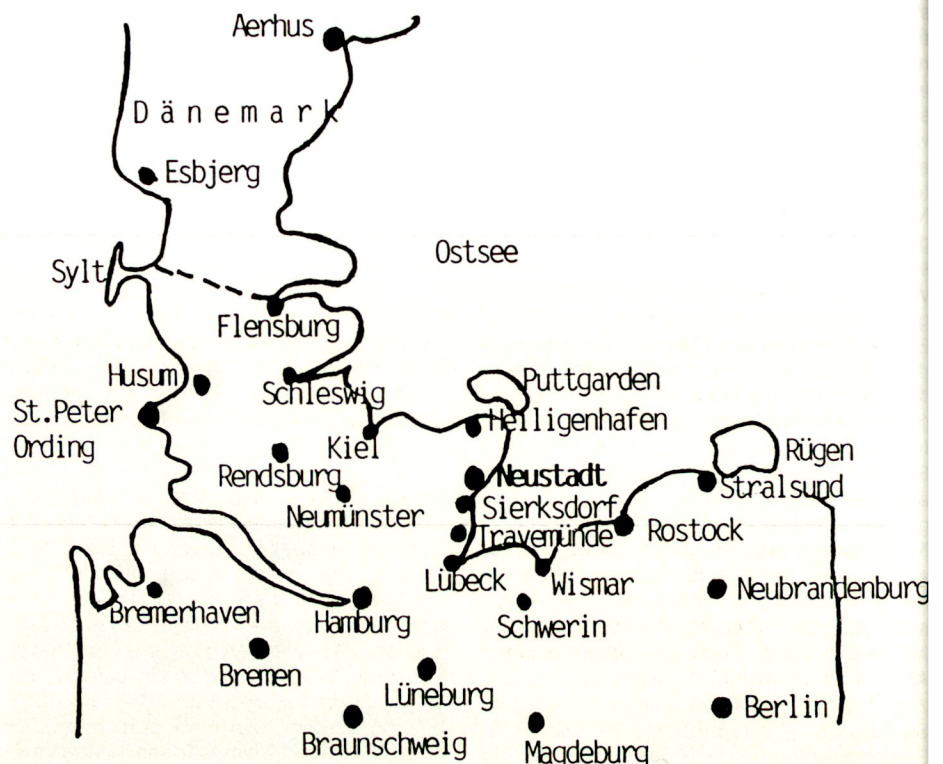 Aerhus
Dänemark
Esbjerg
Ostsee
Sylt
Flensburg
Husum
Schleswig
Puttgarden
St.Peter
Ording
Heiligenhafen
Kiel
Rügen
Rendsburg
Neustadt
Stralsund
Neumünster
Sierksdorf
Travemünde
Rostock
Lübeck
Wismar
Neubrandenburg
Bremerhaven
Hamburg
Schwerin
Bremen
Lüneburg
Berlin
Braunschweig
Magdeburg